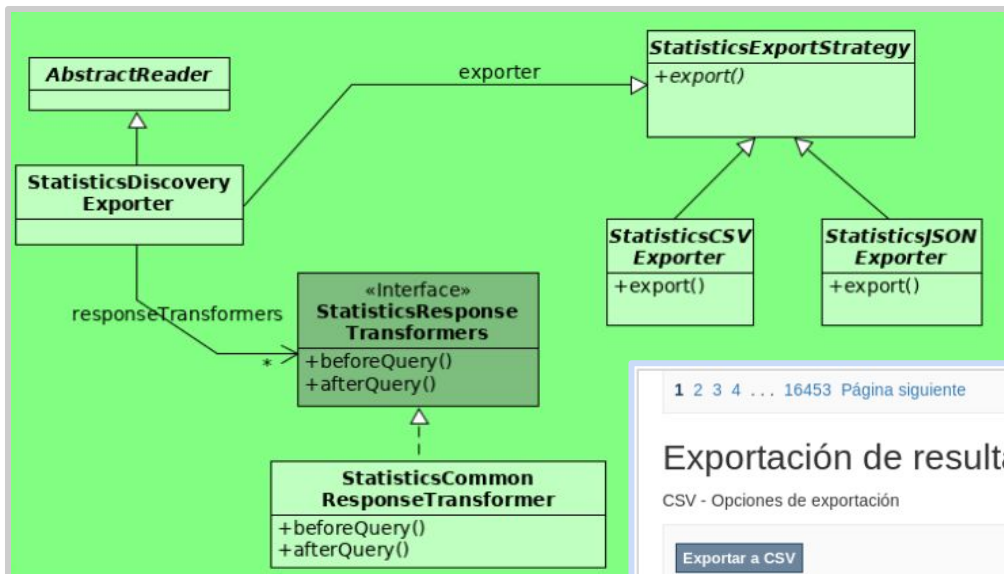 AbstractReader
StatisticsDiscovery
Exporter
exporter
StatisticsExportStrategy
+export()
StatisticsCSV
Exporter
+export()
StatisticsJSON
Exporter
+export()
responseTransformers
*
«Interface»
StatisticsResponse
Transformers
+beforeQuery()
+afterQuery()
StatisticsCommon
ResponseTransformer
+beforeQuery()
+afterQuery()
1 2 3 4 ... 16453 Página siguiente
Exportación de
CSV - Opciones de exportación
Exportar a CSV